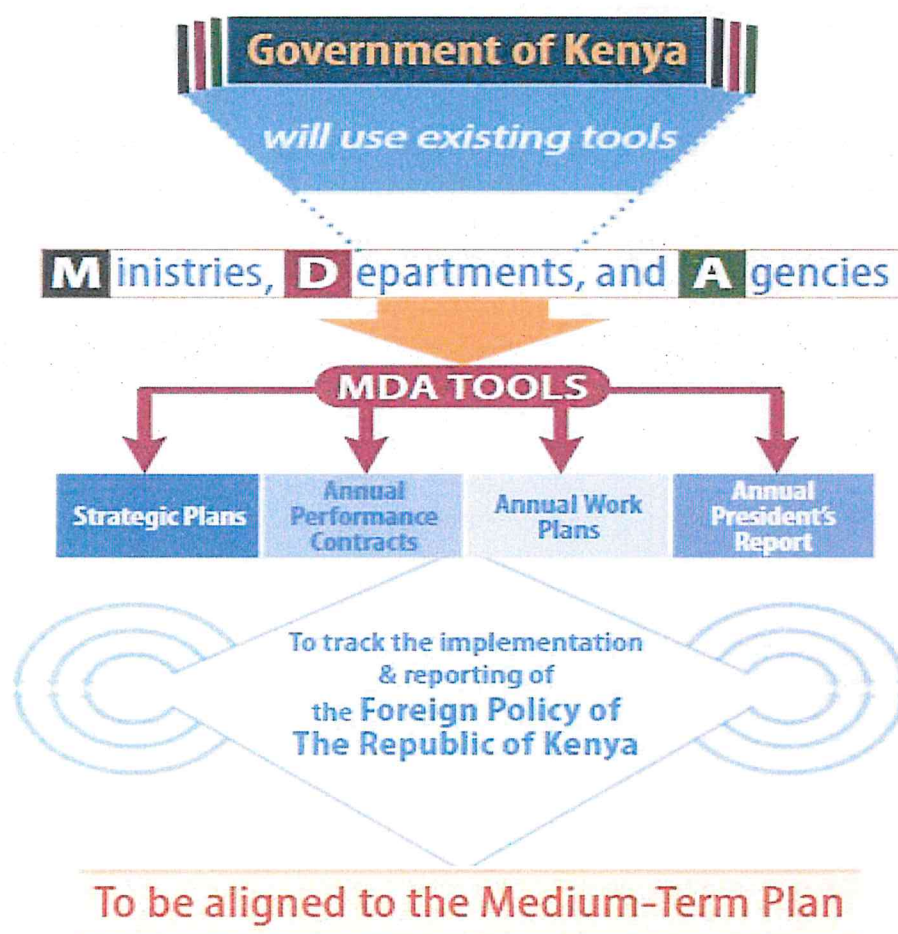 Government of Kenya
will use existing tools
Ministries, Departments, and Agencies
MDA TOOLS
Strategic Plans
Annual
Performance
Contracts
Annual Work
Plans
Annual
President's
Report
To track the implementation
& reporting of
the Foreign Policy of
The Republic of Kenya
To be aligned to the Medium-Term Plan